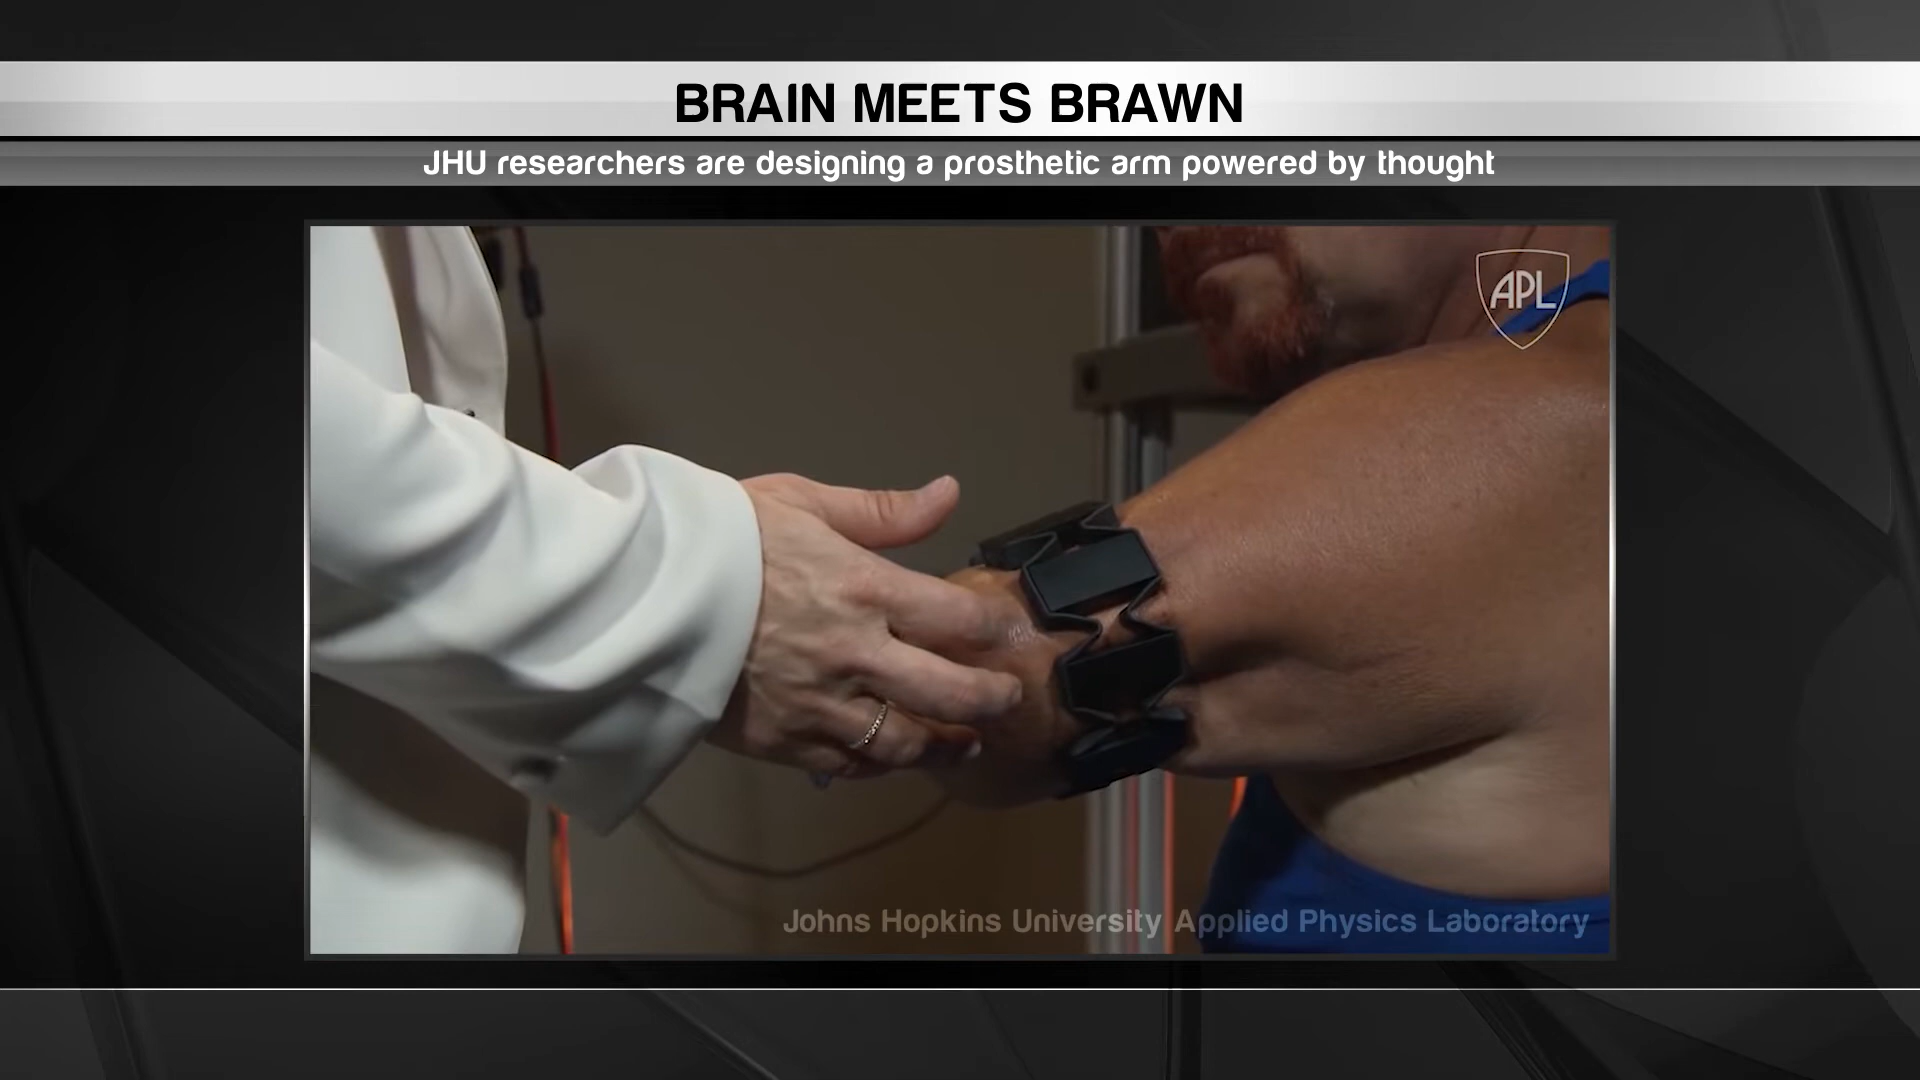 BRAIN MEETS BRAWN
JHU researchers are designing a prosthetic arm powered by thought
APL
Johns Hopkins University Applied Physics Laboratory